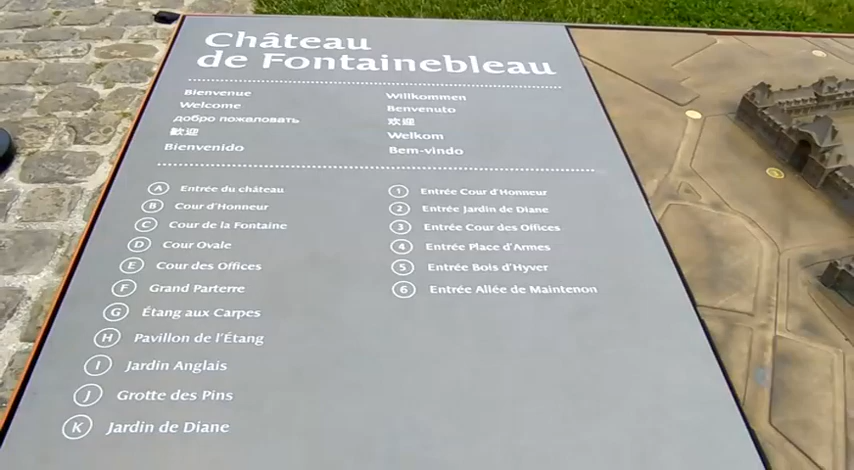 Château
de Fontainebleau
Bienvenue
Welcome
добро пожаловать
歡迎
Bienvenido
Willkommen
Benvenuto
欢迎
Welkom
Bem-vindo
A Entrée du château
B Cour d'Honneur
C Cour de la Fontaine
D Cour Ovale
E Cour des Offices
F Grand Parterre
G Étang aux Carpes
H Pavillon de l'Étang
I Jardin Anglais
J Grotte des Pins
K Jardin de Diane
1 Entrée Cour d'Honneur
2 Entrée Jardin de Diane
3 Entrée Cour des Offices
4 Entrée Place d'Armes
5 Entrée Bois d'Hyver
6 Entrée Allée de Maintenon